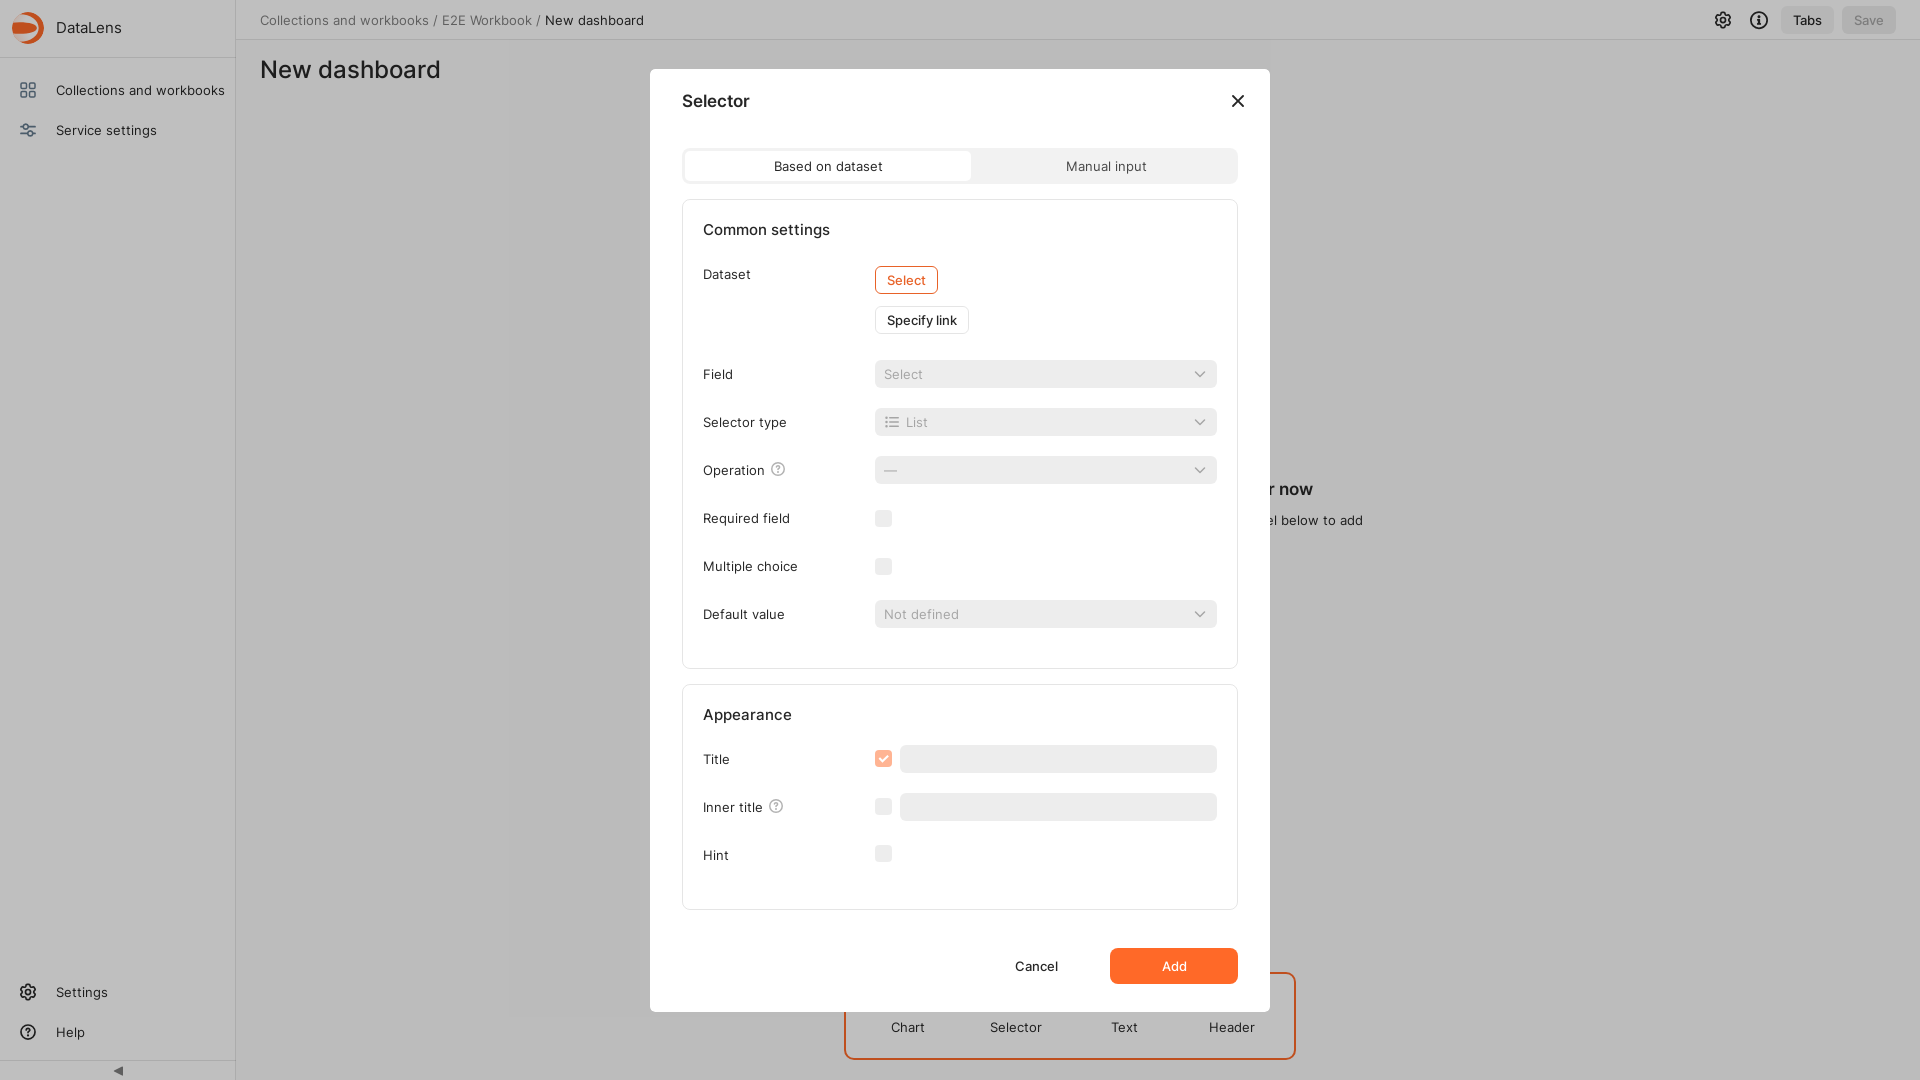 DataLens
Collections and workbooks / E2E Workbook / New dashboard
Tabs
Save
Collections and workbooks
Service settings
New dashboard
Selector
Based on dataset
Manual input
Common settings
Dataset
Select
Specify link
Field
Select
Selector type
List
Operation
—
Required field
Multiple choice
Default value
Not defined
r now
el below to add
Appearance
Title
Inner title
Hint
Cancel
Add
Chart
Selector
Text
Header
Settings
Help